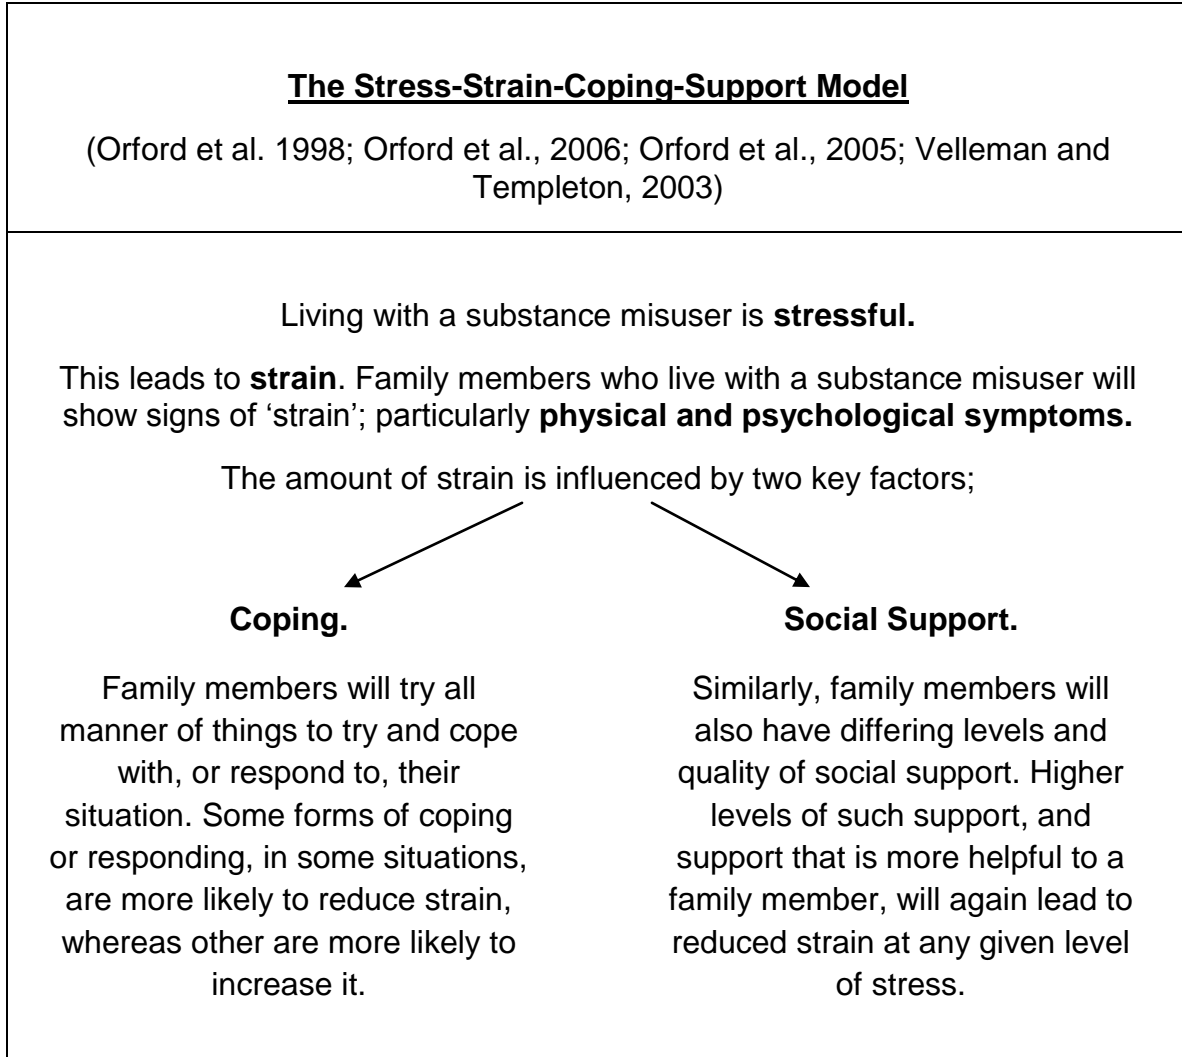 The Stress-Strain-Coping-Support Model
(Orford et al. 1998; Orford et al., 2006; Orford et al., 2005; Velleman and
Templeton, 2003)
Living with a substance misuser is stressful.
This leads to strain. Family members who live with a substance misuser will
show signs of ‘strain’; particularly physical and psychological symptoms.
The amount of strain is influenced by two key factors;
Coping.
Family members will try all
manner of things to try and cope
with, or respond to, their
situation. Some forms of coping
or responding, in some situations,
are more likely to reduce strain,
whereas other are more likely to
increase it.
Social Support.
Similarly, family members will
also have differing levels and
quality of social support. Higher
levels of such support, and
support that is more helpful to a
family member, will again lead to
reduced strain at any given level
of stress.